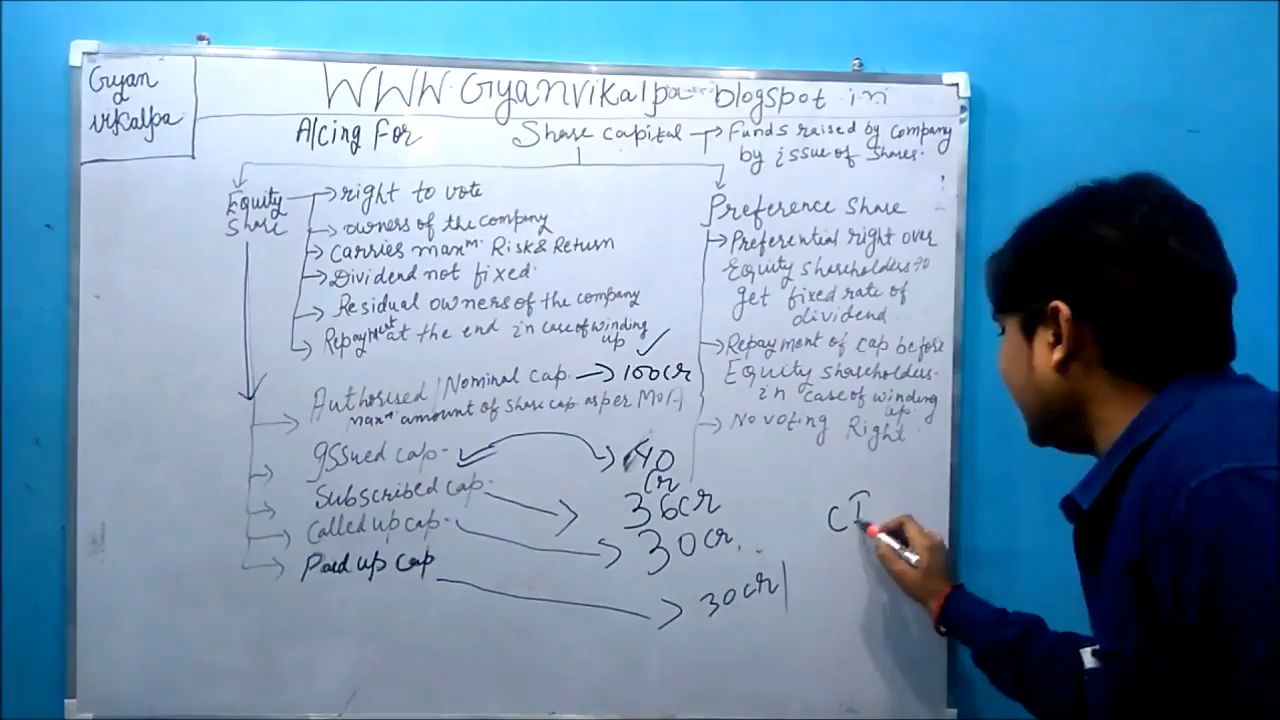 Gyan
vikalpa
WWW.Gyanvikalpa blogspot in
A/cing For
Share capital
Funds raised by company
by issue of shares.
Equity
Share
right to vote
owners of the company
Carries maxm. Risk & Return
Dividend not fixed.
Residual owners of the company
Repayment at the end in case of winding
up
Authorised/Nominal cap. 100cr
maxm amount of share cap. as per MOA
Issued cap. 40
Cr
Subscribed cap. 36cr
Called up cap. 30cr.
Paid up cap 30cr
Preference Share
Preferential right over
Equity shareholders to
get fixed rate of
dividend
Repayment of cap before
Equity shareholders.
in case of winding
up.
No voting Right
CI